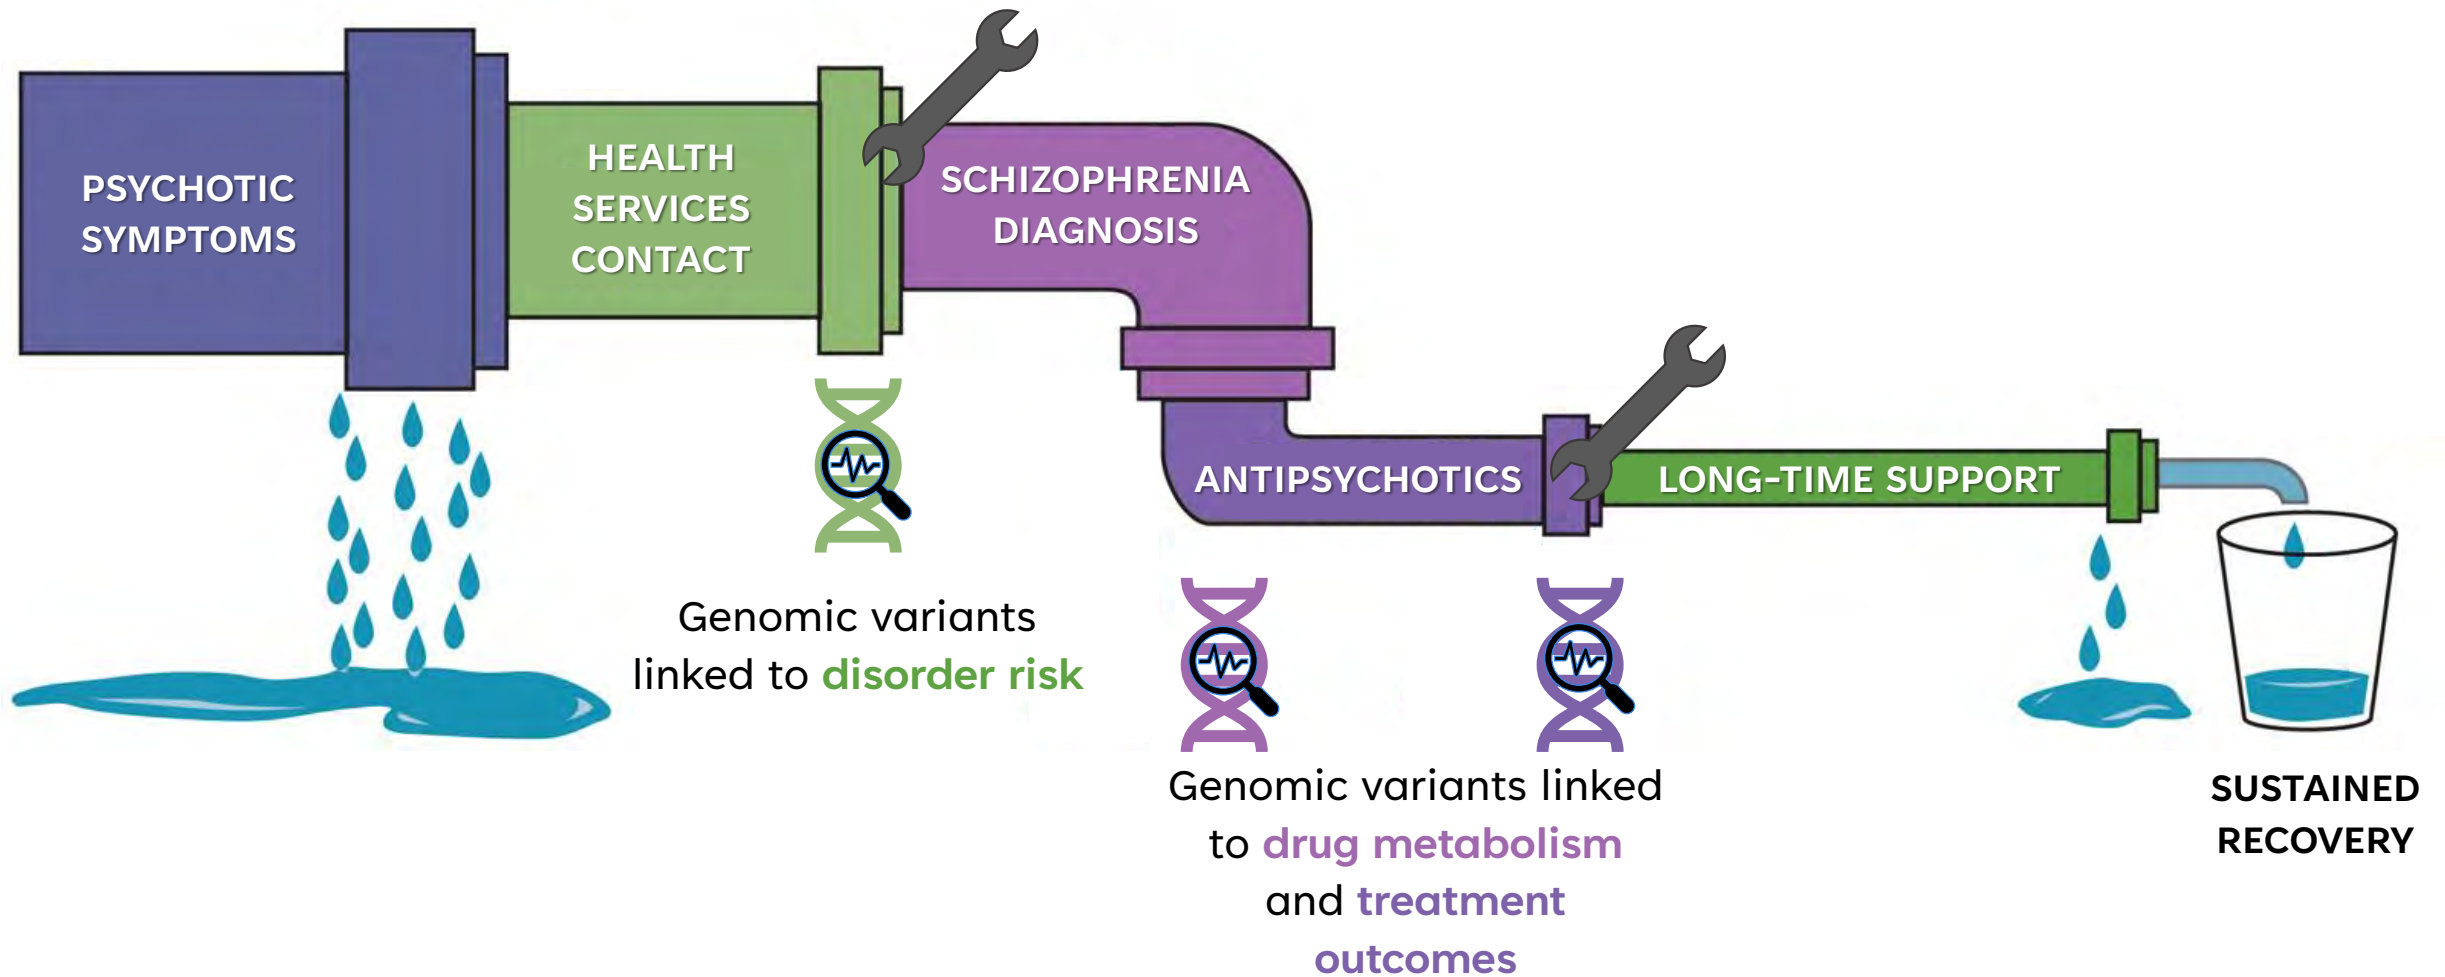 PSYCHOTIC
SYMPTOMS
HEALTH
SERVICES
CONTACT
SCHIZOPHRENIA
DIAGNOSIS
ANTIPSYCHOTICS
LONG-TIME SUPPORT
Genomic variants
linked to disorder risk
Genomic variants linked
to drug metabolism
and treatment
outcomes
SUSTAINED
RECOVERY